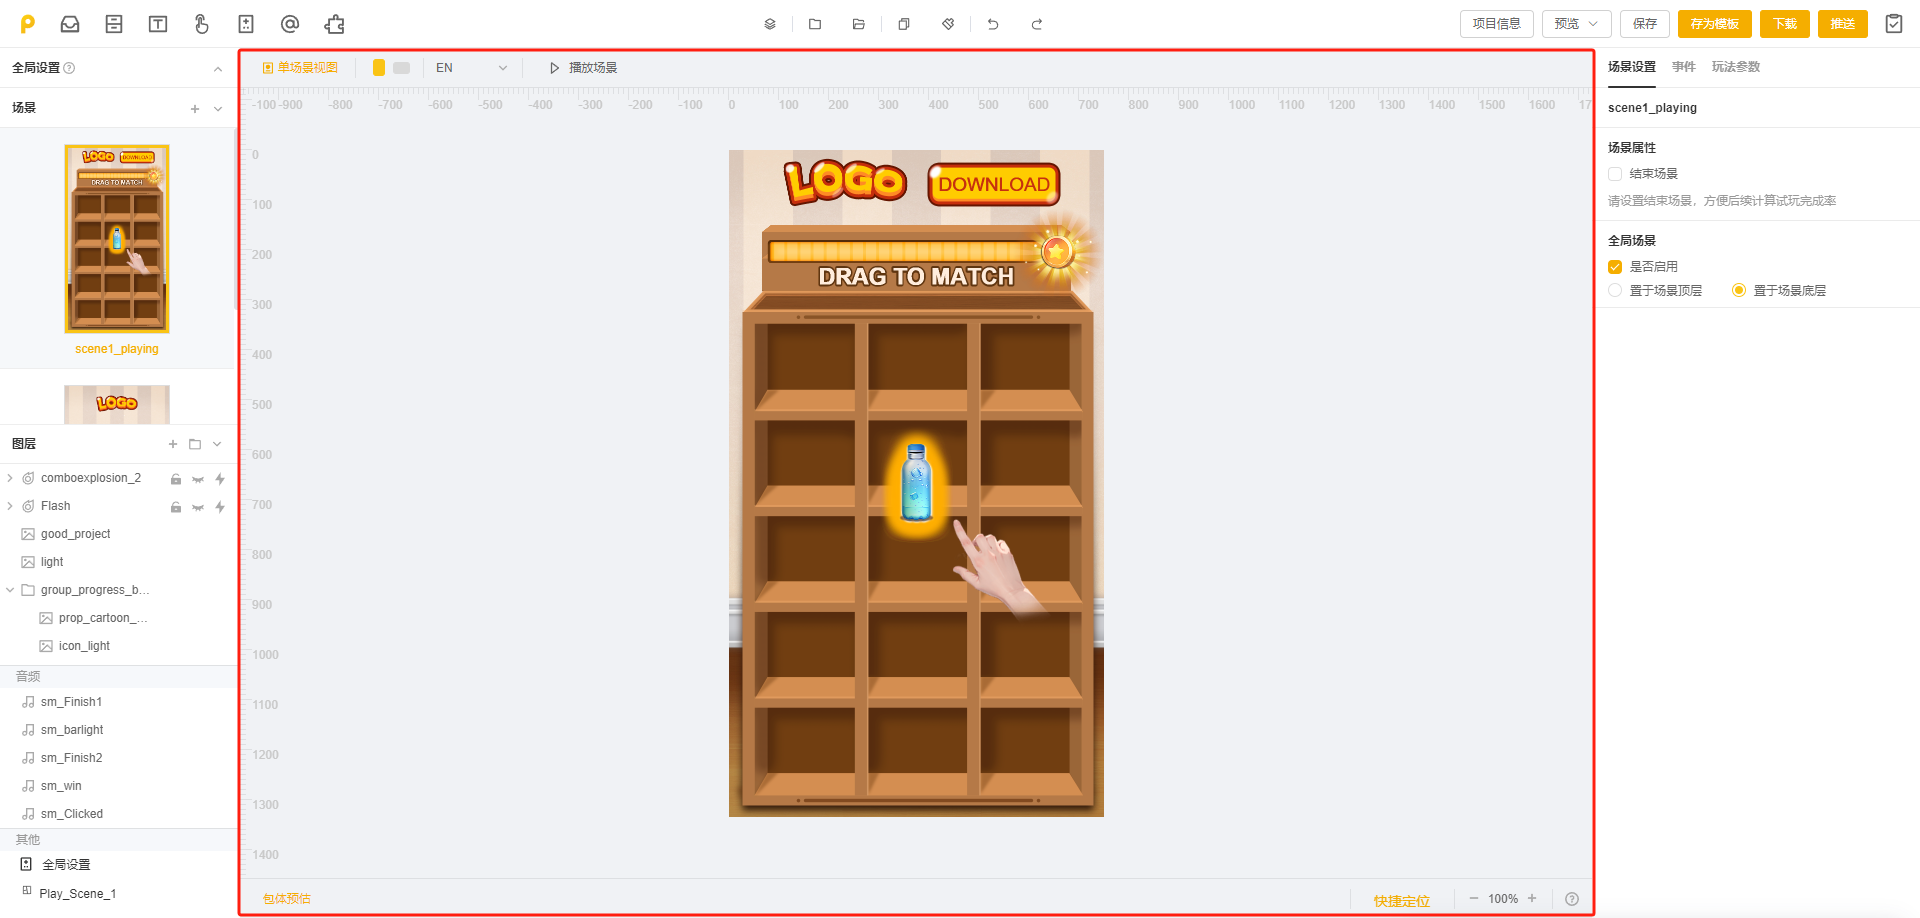 项目信息
预览
保存
存为模板
下载
推送
全局设置
场景
LOGO DOWNLOAD
DRAG TO MATCH
scene1_playing
LOGO
图层
comboexplosion_2
Flash
good_project
light
group_progress_b...
prop_cartoon_...
icon_light
音频
sm_Finish1
sm_barlight
sm_Finish2
sm_win
sm_Clicked
其他
全局设置
Play_Scene_1
单场景视图 EN 播放场景
-100 -900 -800 -700 -600 -500 -400 -300 -200 -100 0 100 200 300 400 500 600 700 800 900 1000 1100 1200 1300 1400 1500 1600 17
0
100
200
300
400
500
600
700
800
900
1000
1100
1200
1300
1400
LOGO DOWNLOAD
DRAG TO MATCH
包体预估 快捷定位 100%
场景设置 事件 玩法参数
scene1_playing
场景属性
结束场景
请设置结束场景，方便后续计算试玩完成率
全局场景
是否启用
置于场景顶层 置于场景底层